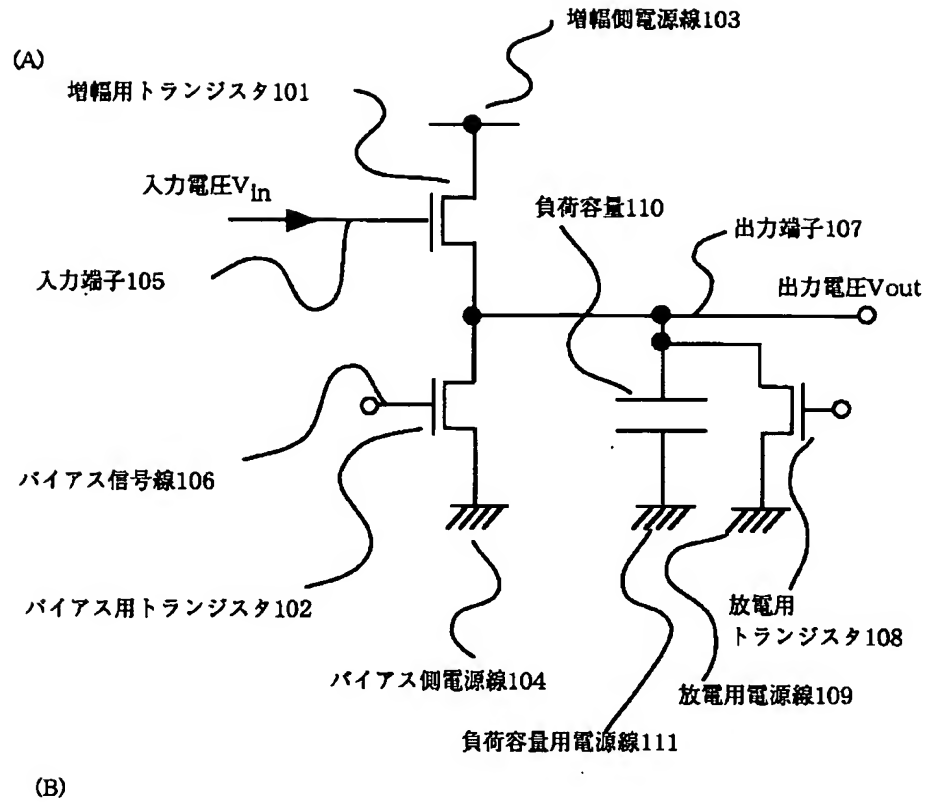 増幅側電源線103
(A)
増幅用トランジスタ101
入力電圧Vin
負荷容量110
出力端子107
入力端子105
出力電圧Vout
バイアス信号線106
バイアス用トランジスタ102
放電用
トランジスタ108
バイアス側電源線104
放電用電源線109
負荷容量用電源線111
(B)